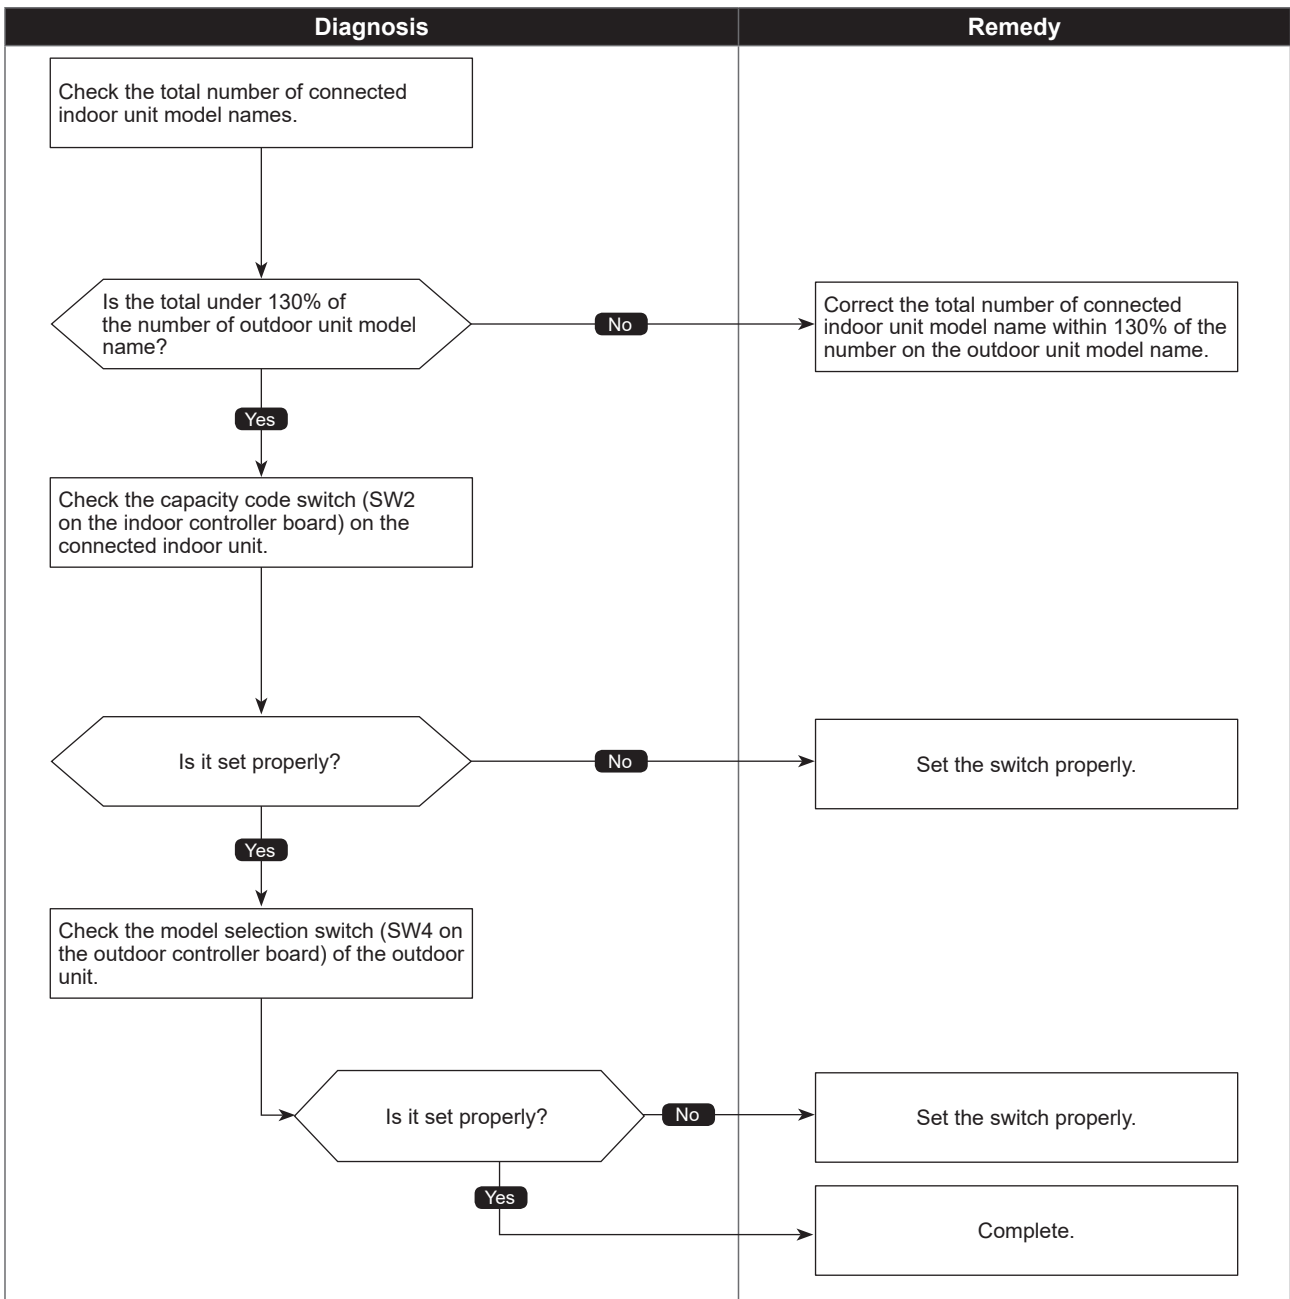 Diagnosis
Remedy
Check the total number of connected
indoor unit model names.
Is the total under 130% of
the number of outdoor unit model
name?
No
Correct the total number of connected
indoor unit model name within 130% of the
number on the outdoor unit model name.
Yes
Check the capacity code switch (SW2
on the indoor controller board) on the
connected indoor unit.
Is it set properly?
No
Set the switch properly.
Yes
Check the model selection switch (SW4 on
the outdoor controller board) of the outdoor
unit.
Is it set properly?
No
Set the switch properly.
Yes
Complete.